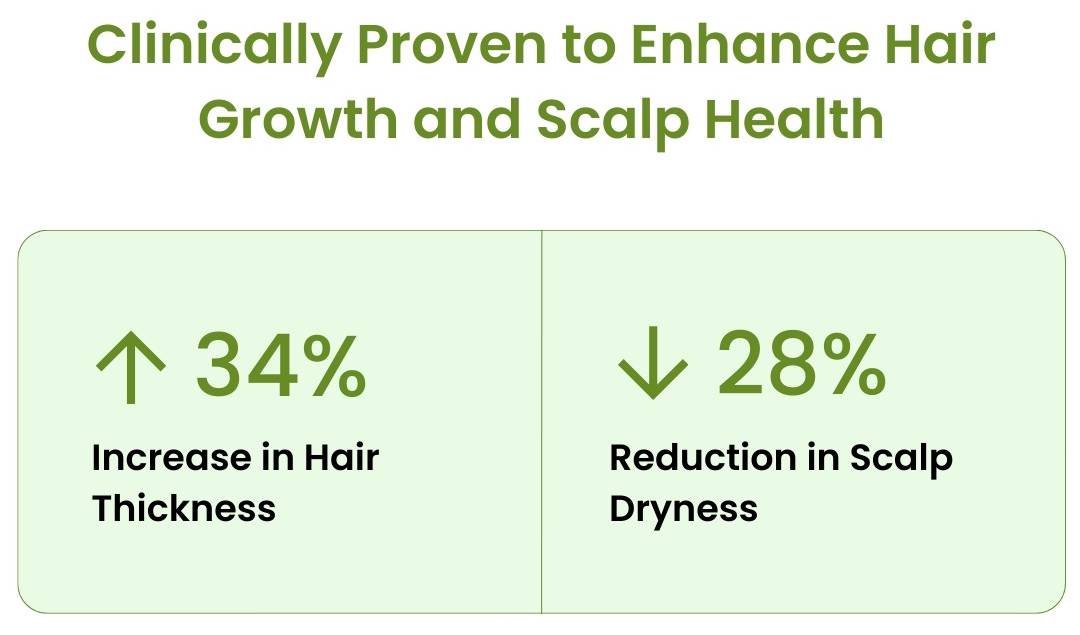 Clinically Proven to Enhance Hair
Growth and Scalp Health
↑ 34%
Increase in Hair
Thickness
↓ 28%
Reduction in Scalp
Dryness